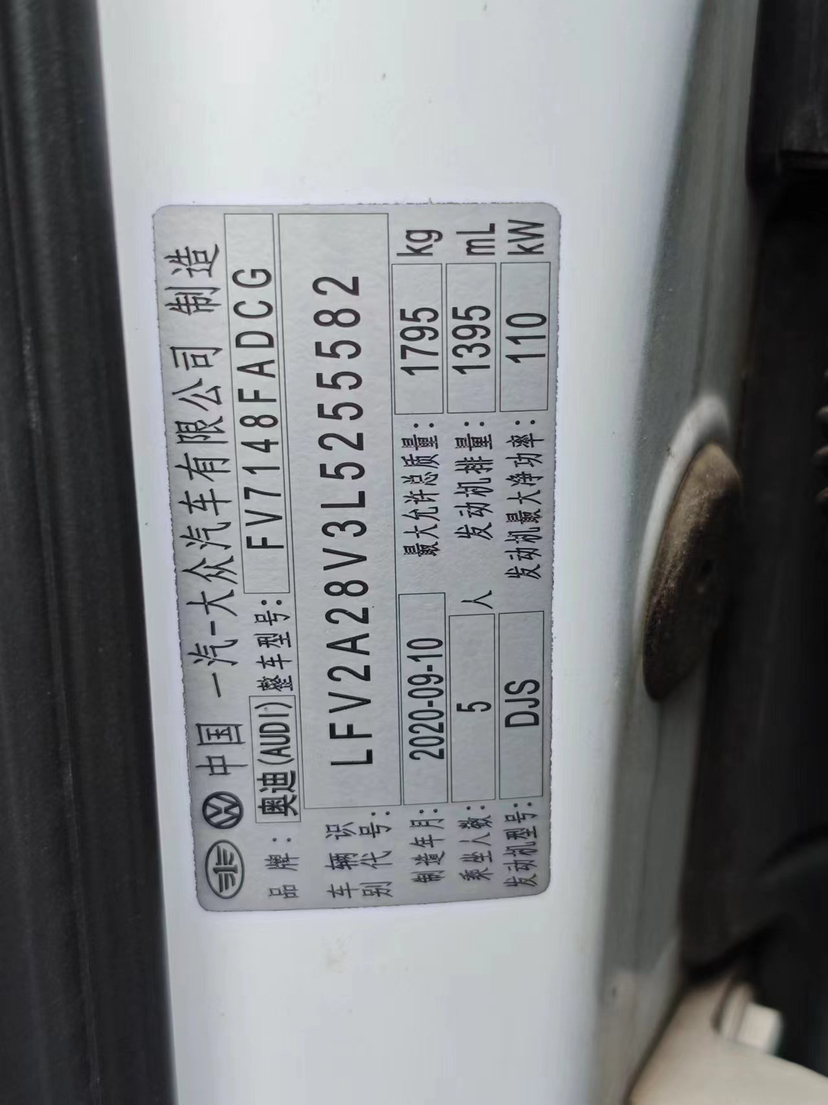 中国 一汽-大众汽车有限公司 制造
品牌: 奥迪(AUDI) 整车型号: FV7148FADCG
车辆识别代号: LFV2A28V3L5255582
制造年月: 2020-09-10 最大允许总质量: 1795 kg
乘坐人数: 5 人 发动机排量: 1395 mL
发动机型号: DJS 发动机最大净功率: 110 kW